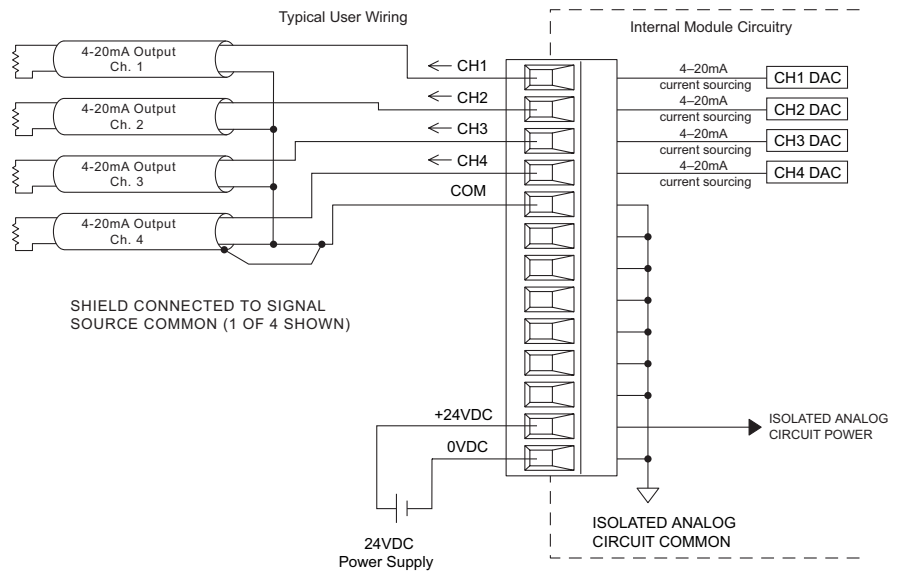 Typical User Wiring
Internal Module Circuitry
4-20mA Output
Ch. 1
4-20mA Output
Ch. 2
4-20mA Output
Ch. 3
4-20mA Output
Ch. 4
CH1
CH2
CH3
CH4
COM
4–20mA
current sourcing
CH1 DAC
4–20mA
current sourcing
CH2 DAC
4–20mA
current sourcing
CH3 DAC
4–20mA
current sourcing
CH4 DAC
SHIELD CONNECTED TO SIGNAL
SOURCE COMMON (1 OF 4 SHOWN)
+24VDC
0VDC
24VDC
Power Supply
ISOLATED ANALOG
CIRCUIT POWER
ISOLATED ANALOG
CIRCUIT COMMON